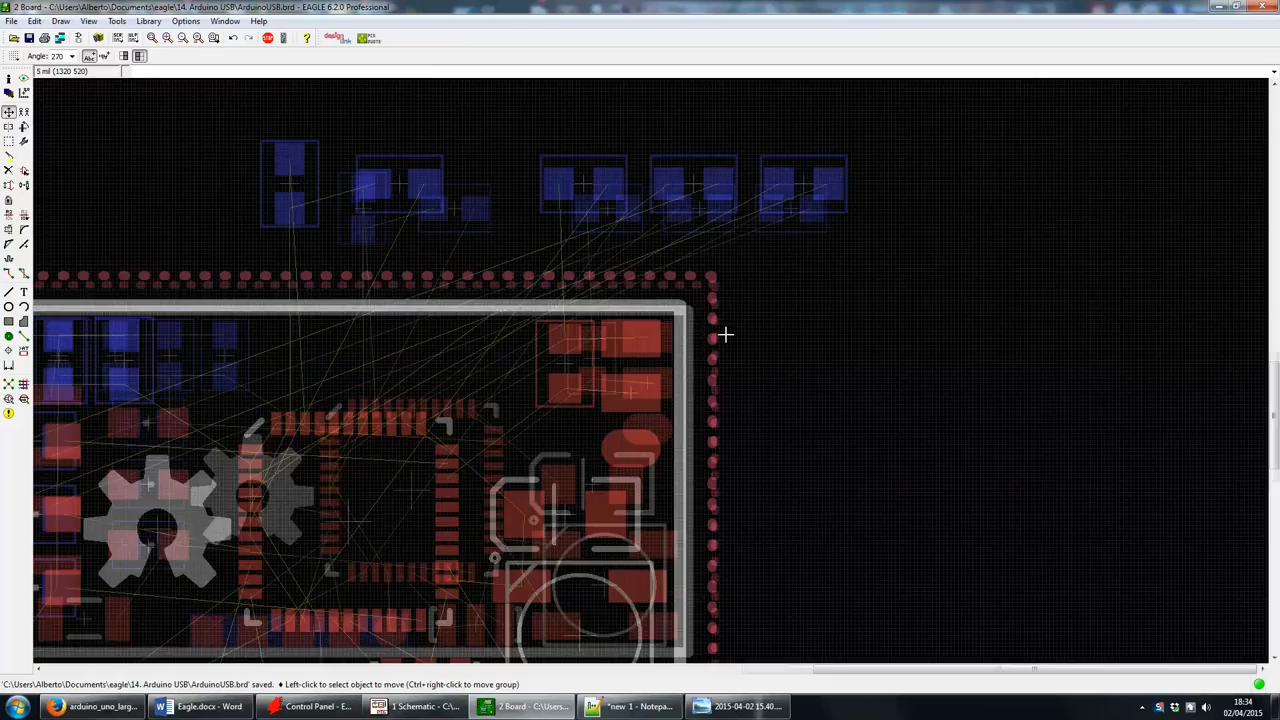 2 Board - C:\Users\Alberto\Documents\eagle\14. Arduino USB\ArduinoUSB.brd - EAGLE 6.2.0 Professional
File Edit Draw View Tools Library Options Window Help
Angle: 270
5 mil (1320 520)
'C:/Users/Alberto/Documents/eagle/14. Arduino USB/ArduinoUSB.brd' saved. ♦ Left-click to select object to move (Ctrl+right-click to move group)
arduino_uno_larg... Eagle.docx - Word Control Panel - E... 1 Schematic - C:\... 2 Board - C:\Users... *new 1 - Notepa... 2015-04-02 15.40....
18:34
02/04/2015